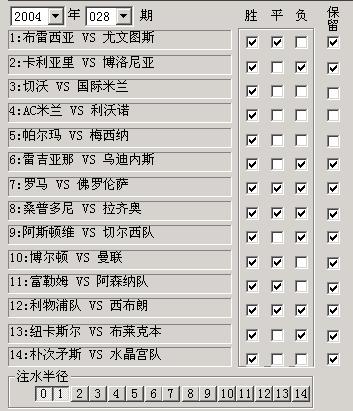 2004 年 028 期 胜 平 负 保留
1:布雷西亚 VS 尤文图斯
2:卡利亚里 VS 博洛尼亚
3:切沃 VS 国际米兰
4:AC米兰 VS 利沃诺
5:帕尔玛 VS 梅西纳
6:雷吉亚那 VS 乌迪内斯
7:罗马 VS 佛罗伦萨
8:桑普多尼 VS 拉齐奥
9:阿斯顿维 VS 切尔西队
10:博尔顿 VS 曼联
11:富勒姆 VS 阿森纳队
12:利物浦队 VS 西布朗
13:纽卡斯尔 VS 布莱克本
14:朴次茅斯 VS 水晶宫队
注水半径
0 1 2 3 4 5 6 7 8 9 10 11 12 13 14